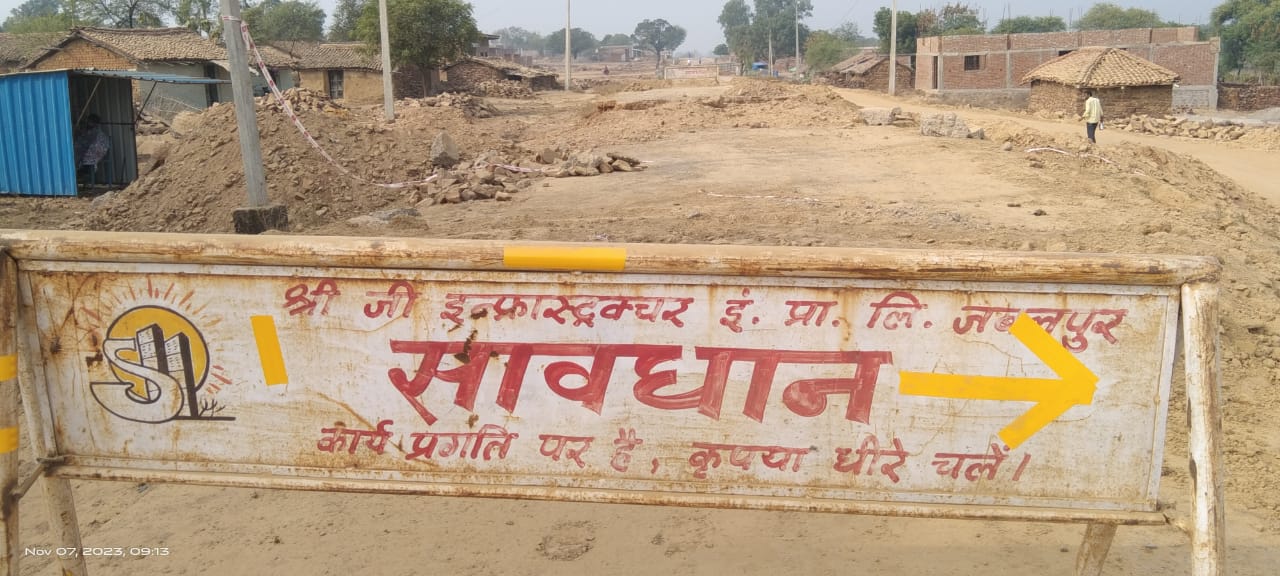 श्री जी इन्फ्रास्ट्रक्चर इं. प्रा. लि. जबलपुर
सावधान
कार्य प्रगति पर है, कृपया धीरे चलें।
Nov 07, 2023, 09:13